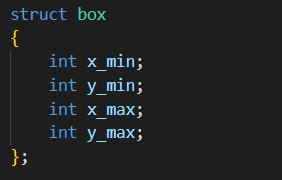 struct box
{
    int x_min;
    int y_min;
    int x_max;
    int y_max;
};